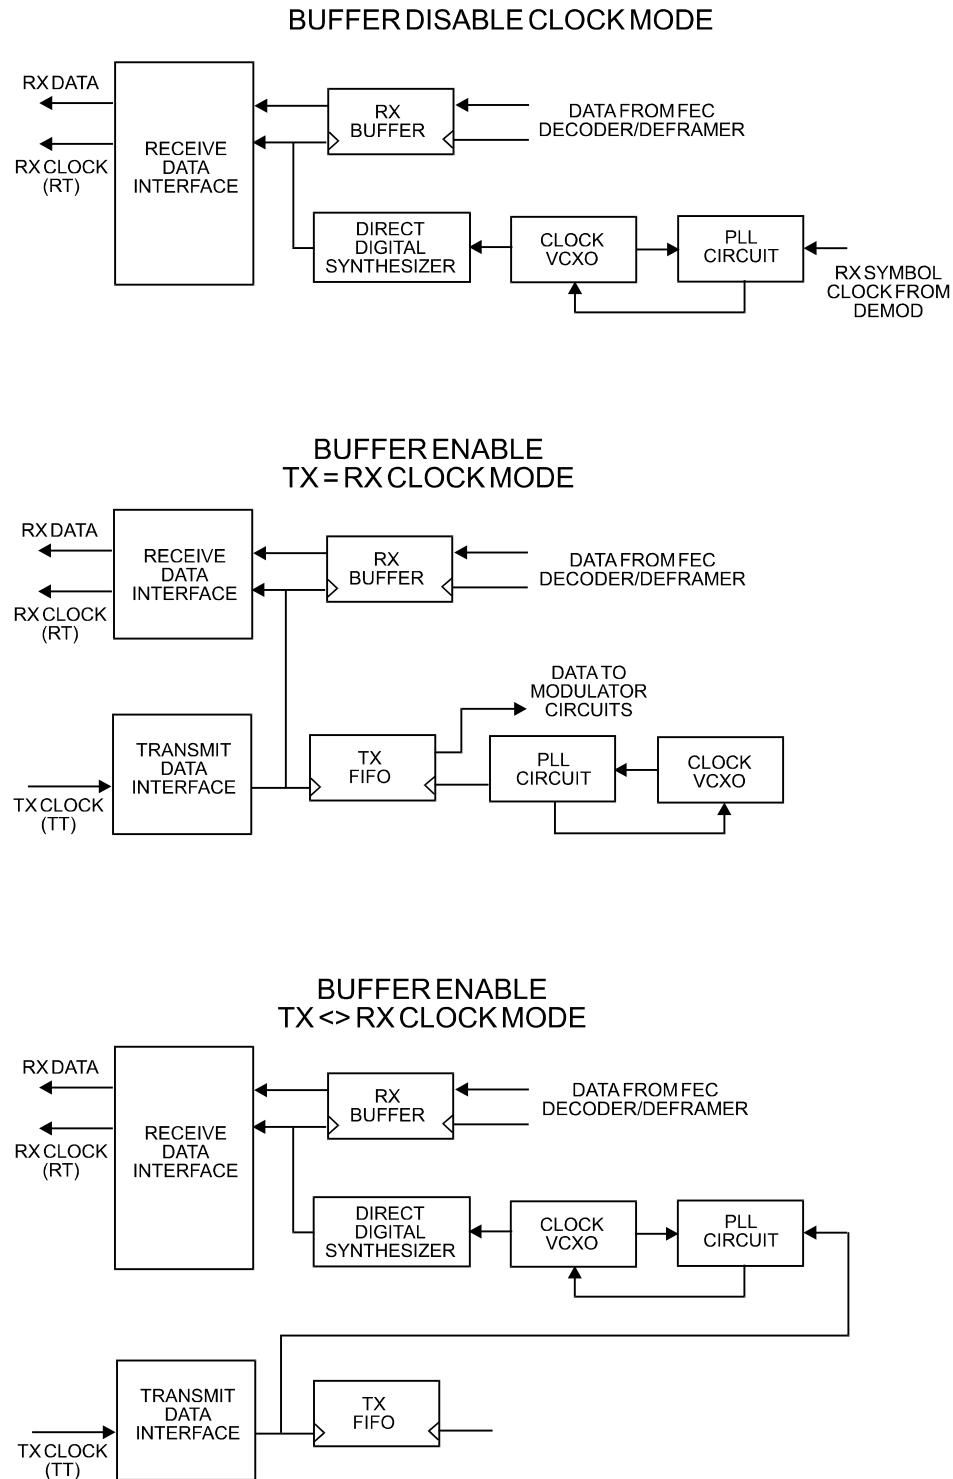 BUFFER DISABLE CLOCK MODE
RX DATA
RX CLOCK
(RT)
RECEIVE
DATA
INTERFACE
RX
BUFFER
DATA FROM FEC
DECODER/DEFRAMER
DIRECT
DIGITAL
SYNTHESIZER
CLOCK
VCXO
PLL
CIRCUIT
RX SYMBOL
CLOCK FROM
DEMOD
BUFFER ENABLE
TX = RX CLOCK MODE
RX DATA
RX CLOCK
(RT)
RECEIVE
DATA
INTERFACE
RX
BUFFER
DATA FROM FEC
DECODER/DEFRAMER
DATA TO
MODULATOR
CIRCUITS
TX CLOCK
(TT)
TRANSMIT
DATA
INTERFACE
TX
FIFO
PLL
CIRCUIT
CLOCK
VCXO
BUFFER ENABLE
TX <> RX CLOCK MODE
RX DATA
RX CLOCK
(RT)
RECEIVE
DATA
INTERFACE
RX
BUFFER
DATA FROM FEC
DECODER/DEFRAMER
DIRECT
DIGITAL
SYNTHESIZER
CLOCK
VCXO
PLL
CIRCUIT
TX CLOCK
(TT)
TRANSMIT
DATA
INTERFACE
TX
FIFO